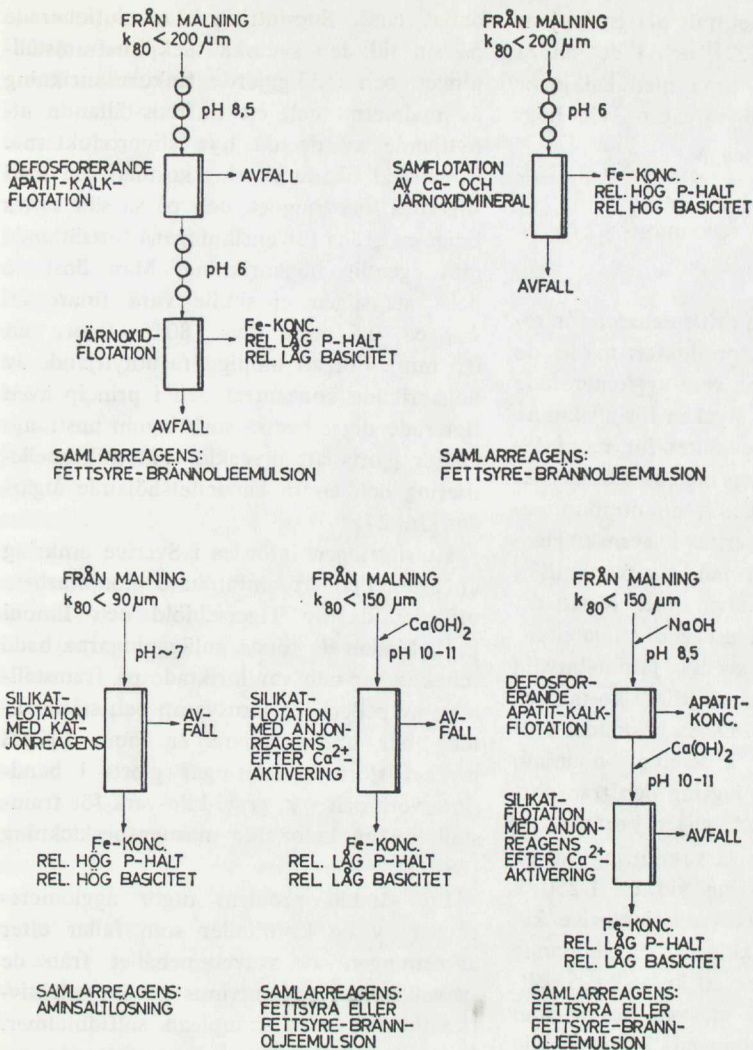 FRÅN MALNING
k80 < 200 µm
pH 8,5
DEFOSFORERANDE
APATIT-KALK-
FLOTATION
AVFALL
pH 6
JÄRNOXID-
FLOTATION
Fe-KONC.
REL. LÅG P-HALT
REL. LÅG BASICITET
AVFALL
SAMLARREAGENS:
FETTSYRE-BRÄNNOLJEEMULSION
FRÅN MALNING
k80 < 200 µm
pH 6
SAMFLOTATION
AV Ca- OCH
JÄRNOXIDMINERAL
Fe-KONC.
REL. HÖG P-HALT
REL. HÖG BASICITET
AVFALL
SAMLARREAGENS:
FETTSYRE-BRÄNNOLJEEMULSION
FRÅN MALNING
k80 < 90 µm
pH ~7
SILIKAT-
FLOTATION
MED KAT-
JONREAGENS
AV-
FALL
Fe-KONC.
REL. HÖG P-HALT
REL. HÖG BASICITET
SAMLARREAGENS:
AMINSALTLÖSNING
FRÅN MALNING
k80 < 150 µm
Ca(OH)2
pH 10-11
SILIKAT-
FLOTATION
MED ANJON-
REAGENS
EFTER Ca2+-
AKTIVERING
AV-
FALL
Fe-KONC.
REL. LÅG P-HALT
REL. LÅG BASICITET
SAMLARREAGENS:
FETTSYRA ELLER
FETTSYRE-BRÄNN-
OLJEEMULSION
FRÅN MALNING
k80 < 150 µm
NaOH
pH 8,5
DEFOSFOR-
ERANDE
APATIT-KALK-
FLOTATION
APATIT-
KONC.
Ca(OH)2
pH 10-11
SILIKAT-
FLOTATION
MED ANJON-
REAGENS
EFTER Ca2+-
AKTIVERING
AVFALL
Fe-KONC.
REL. LÅG P-HALT
REL. LÅG BASICITET
SAMLARREAGENS:
FETTSYRA ELLER
FETTSYRE-BRÄNN-
OLJEEMULSION